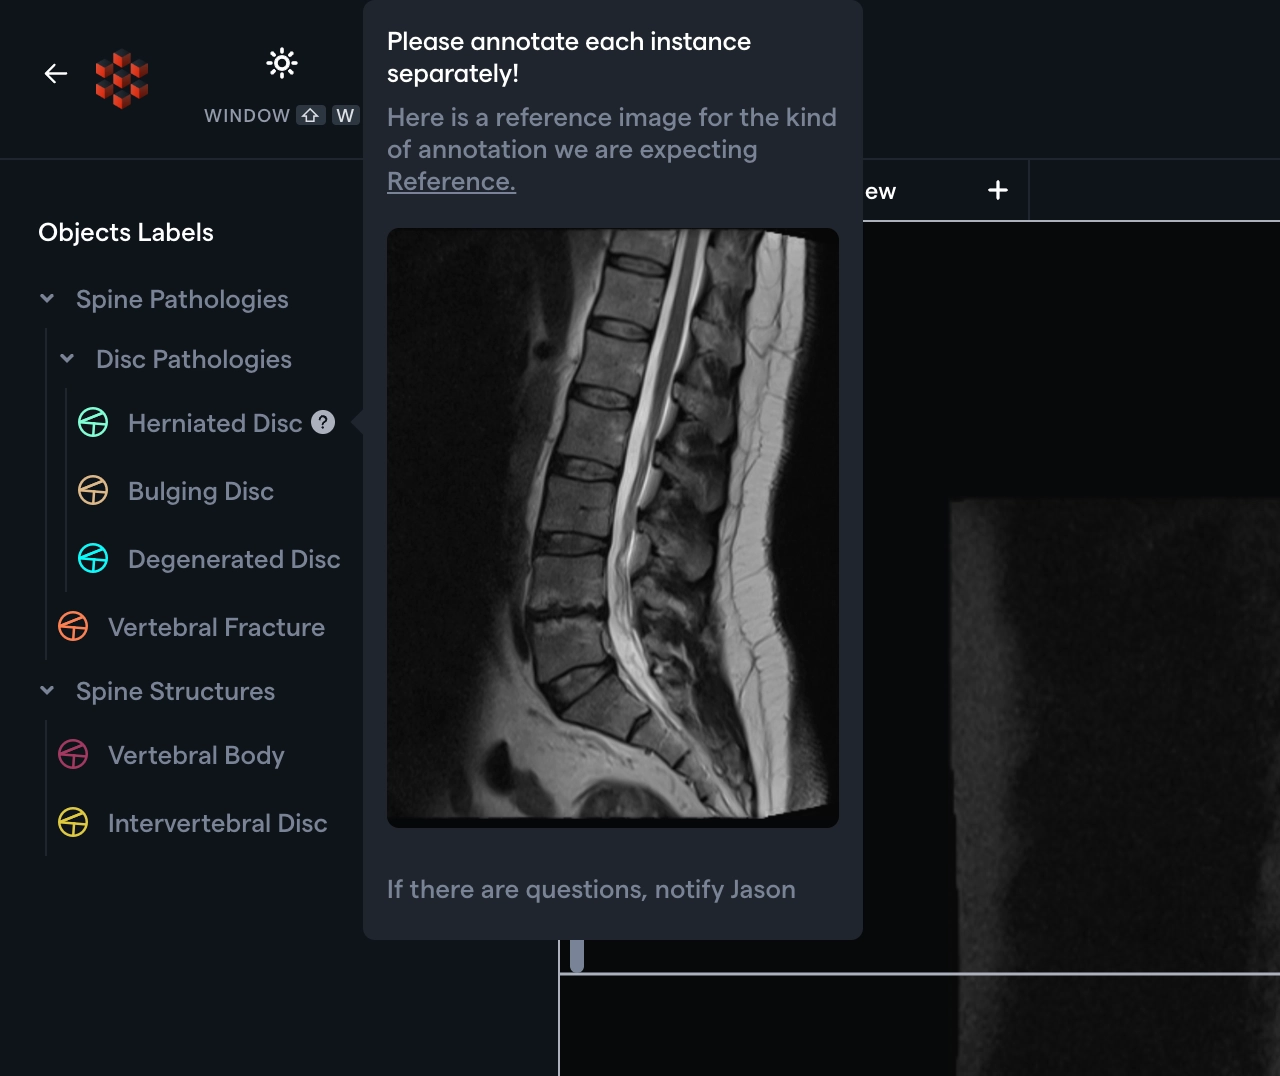 Please annotate each instance
separately!
Here is a reference image for the kind
of annotation we are expecting
Reference.
If there are questions, notify Jason
WINDOW W
ew +
Objects Labels
Spine Pathologies
Disc Pathologies
Herniated Disc ?
Bulging Disc
Degenerated Disc
Vertebral Fracture
Spine Structures
Vertebral Body
Intervertebral Disc